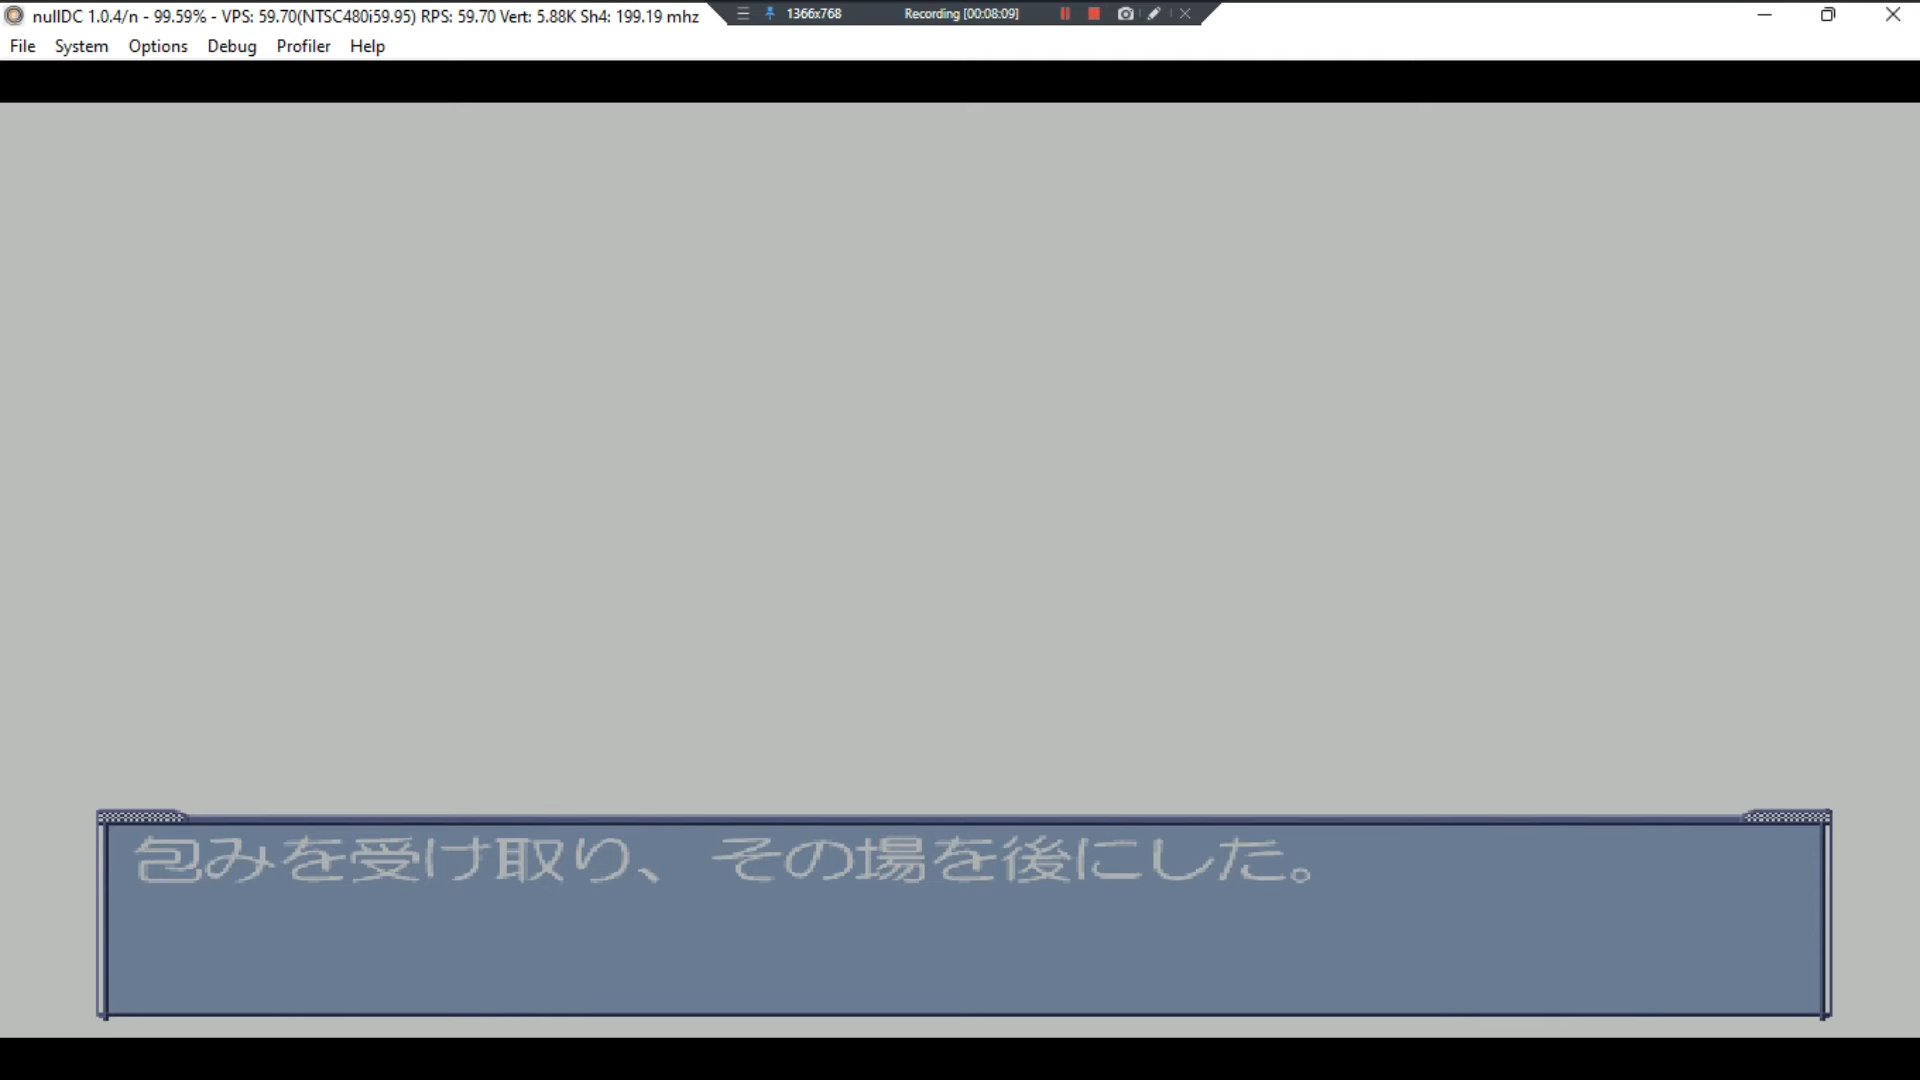 nullDC 1.0.4/n - 99.59% - VPS: 59.70(NTSC480i59.95) RPS: 59.70 Vert: 5.88K Sh4: 199.19 mhz
1366x768 Recording [00:08:09]
File System Options Debug Profiler Help
包みを受け取り、その場を後にした。